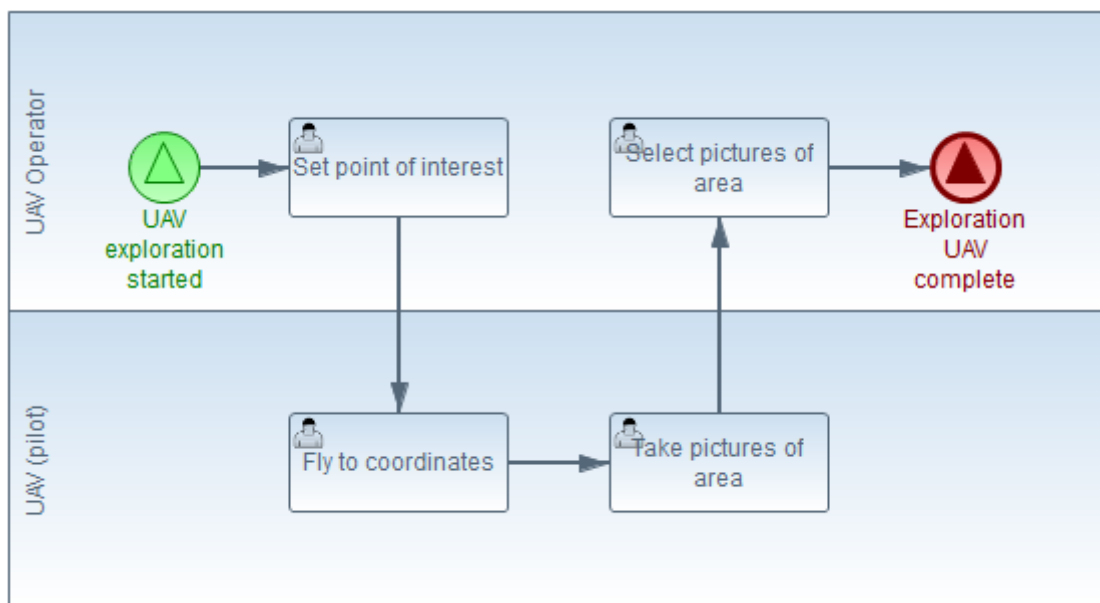 UAV Operator
UAV
exploration
started
Set point of interest
Select pictures of
area
Exploration
UAV
complete
UAV (pilot)
Fly to coordinates
Take pictures of
area